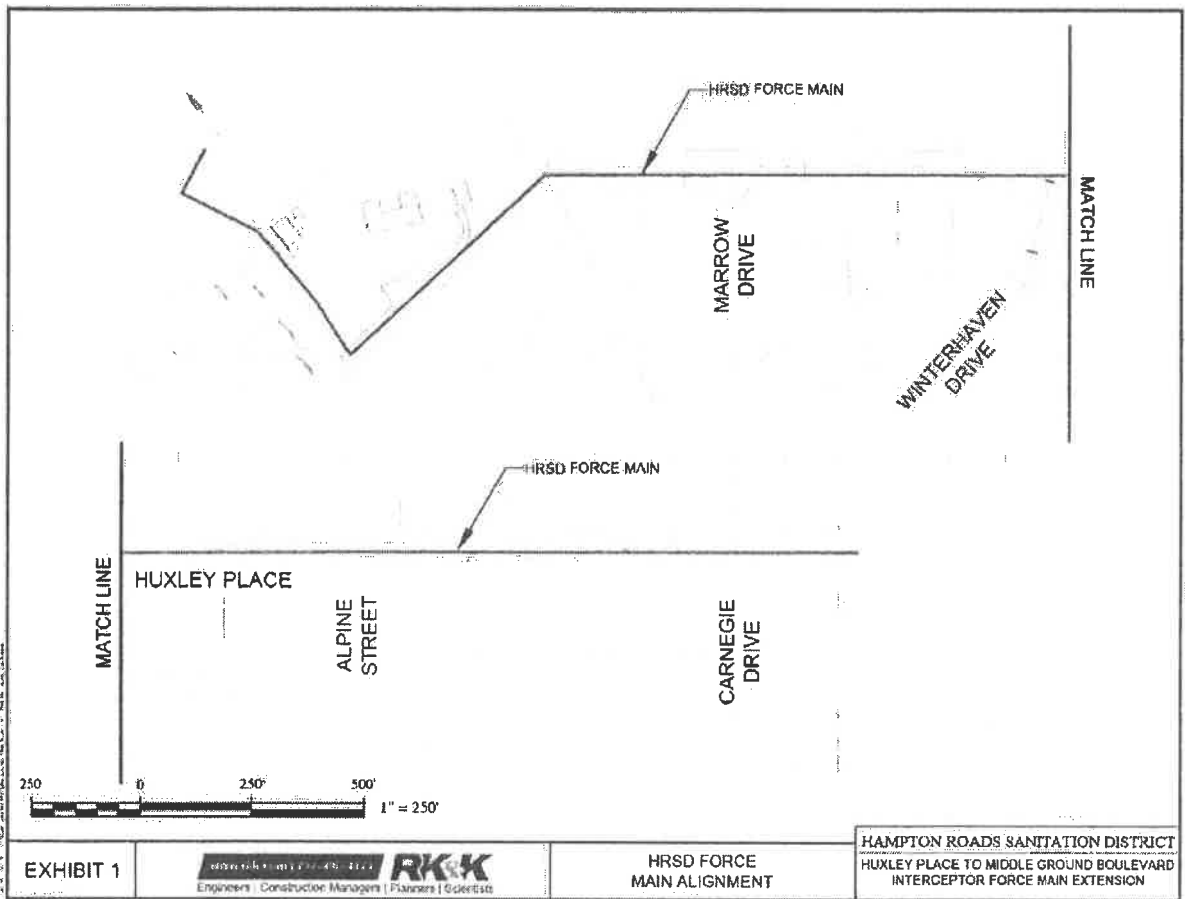 HRSD FORCE MAIN
MARROW
DRIVE
MATCH LINE
WINTERHAVEN
DRIVE
HRSD FORCE MAIN
MATCH LINE
HUXLEY PLACE
ALPINE
STREET
CARNEGIE
DRIVE
250 0 250' 500'
1" = 250'
EXHIBIT 1
RK&K
Engineers | Construction Managers | Planners | Scientists
HRSD FORCE
MAIN ALIGNMENT
HAMPTON ROADS SANITATION DISTRICT
HUXLEY PLACE TO MIDDLE GROUND BOULEVARD
INTERCEPTOR FORCE MAIN EXTENSION